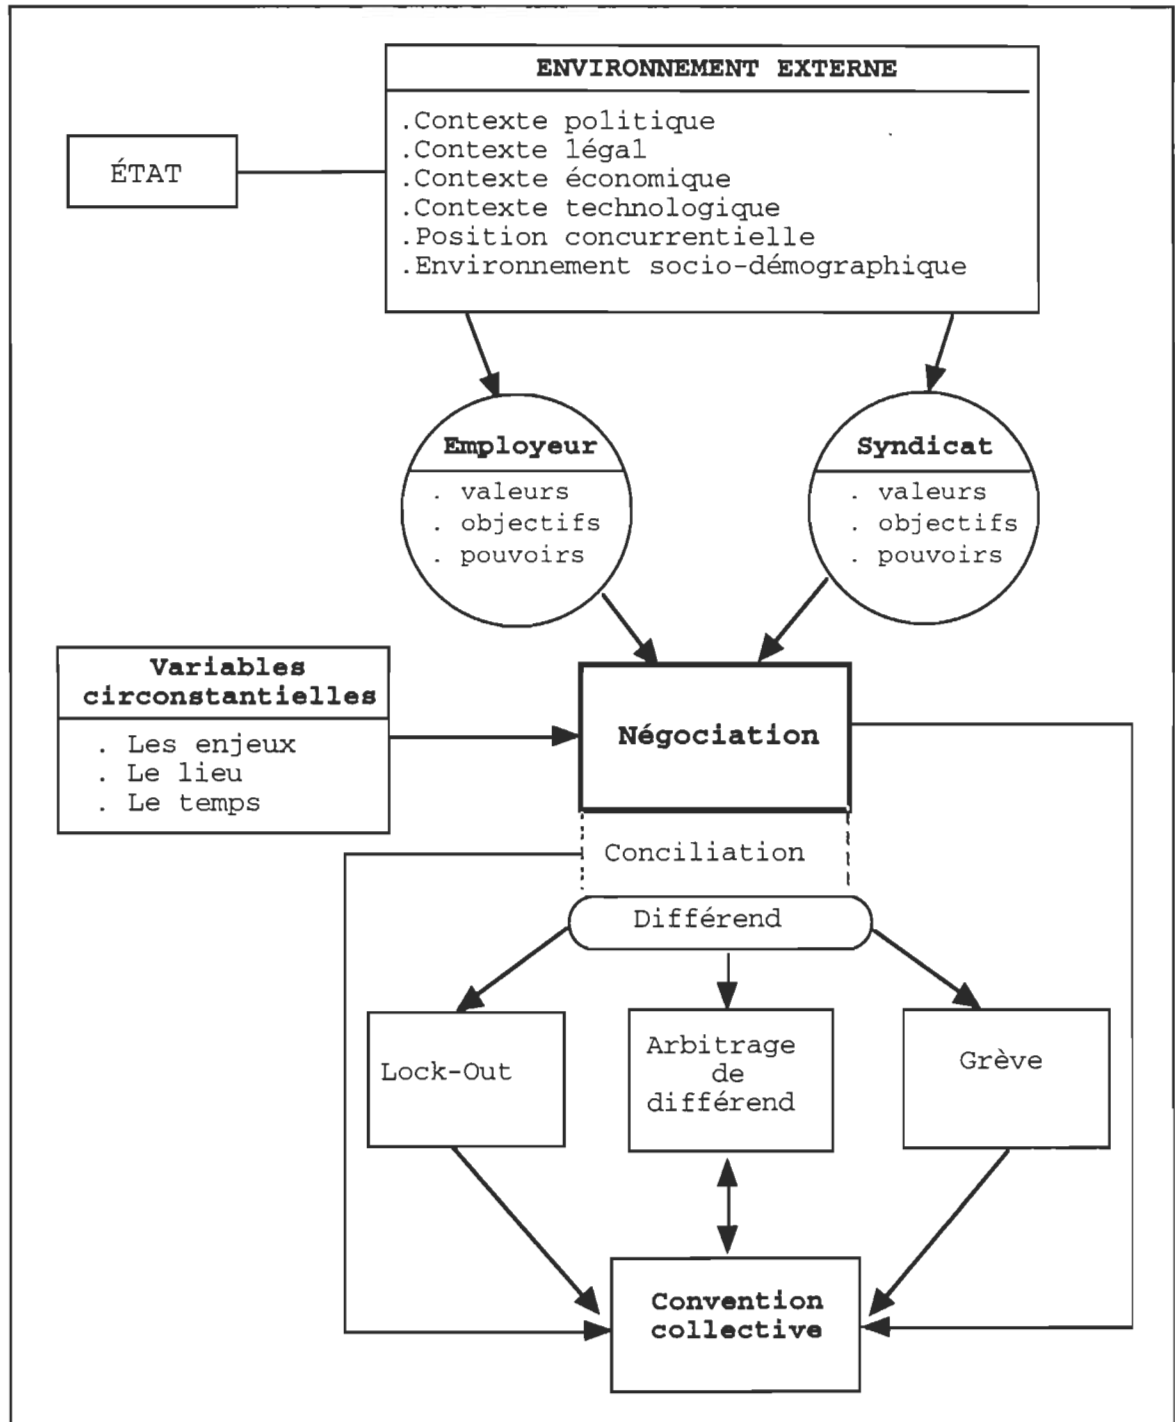 ENVIRONNEMENT EXTERNE
.Contexte politique
.Contexte légal
.Contexte économique
.Contexte technologique
.Position concurrentielle
.Environnement socio-démographique
ÉTAT
Employeur
. valeurs
. objectifs
. pouvoirs
Syndicat
. valeurs
. objectifs
. pouvoirs
Variables
circonstantielles
. Les enjeux
. Le lieu
. Le temps
Négociation
Conciliation
Différend
Lock-Out
Arbitrage
de
différend
Grève
Convention
collective